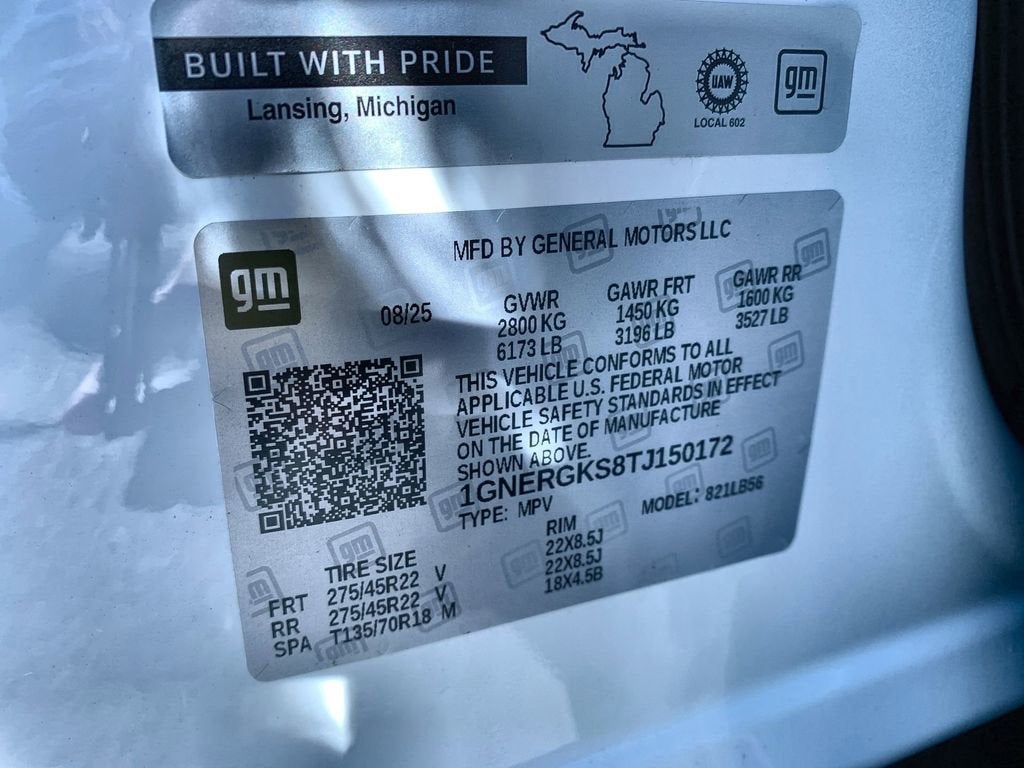 BUILT WITH PRIDE
Lansing, Michigan
UAW
LOCAL 602
gm
MFD BY GENERAL MOTORS LLC
gm
08/25
GVWR
2800 KG
6173 LB
GAWR FRT
1450 KG
3196 LB
GAWR RR
1600 KG
3527 LB
THIS VEHICLE CONFORMS TO ALL
APPLICABLE U.S. FEDERAL MOTOR
VEHICLE SAFETY STANDARDS IN EFFECT
ON THE DATE OF MANUFACTURE
SHOWN ABOVE.
1GNERGKS8TJ150172
TYPE: MPV
MODEL: 821LB56
TIRE SIZE
RIM
FRT 275/45R22 V 22X8.5J
RR 275/45R22 V 22X8.5J
SPA T135/70R18 M 18X4.5B